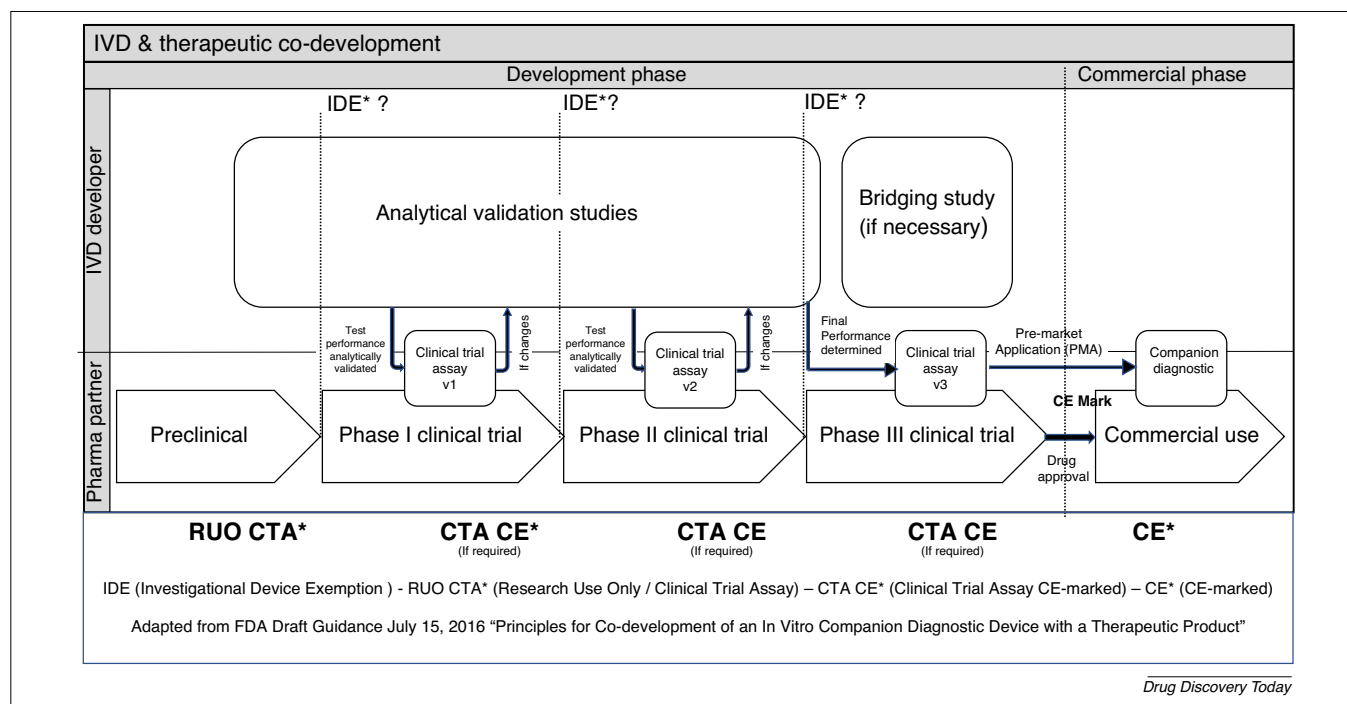 IVD & therapeutic co-development
Development phase
Commercial phase
IDE* ?
IDE*?
IDE* ?
IVD developer
Analytical validation studies
Bridging study
(if necessary)
Test
performance
analytically
validated
Clinical trial
assay
v1
If changes
Test
performance
analytically
validated
Clinical trial
assay
v2
If changes
Final
Performance
determined
Clinical trial
assay
v3
Pre-market
Application (PMA)
Companion
diagnostic
CE Mark
Pharma partner
Preclinical
Phase I clinical trial
Phase II clinical trial
Phase III clinical trial
Drug
approval
Commercial use
RUO CTA*
CTA CE*
(If required)
CTA CE
(If required)
CTA CE
(If required)
CE*
IDE (Investigational Device Exemption ) - RUO CTA* (Research Use Only / Clinical Trial Assay) – CTA CE* (Clinical Trial Assay CE-marked) – CE* (CE-marked)
Adapted from FDA Draft Guidance July 15, 2016 “Principles for Co-development of an In Vitro Companion Diagnostic Device with a Therapeutic Product”
Drug Discovery Today